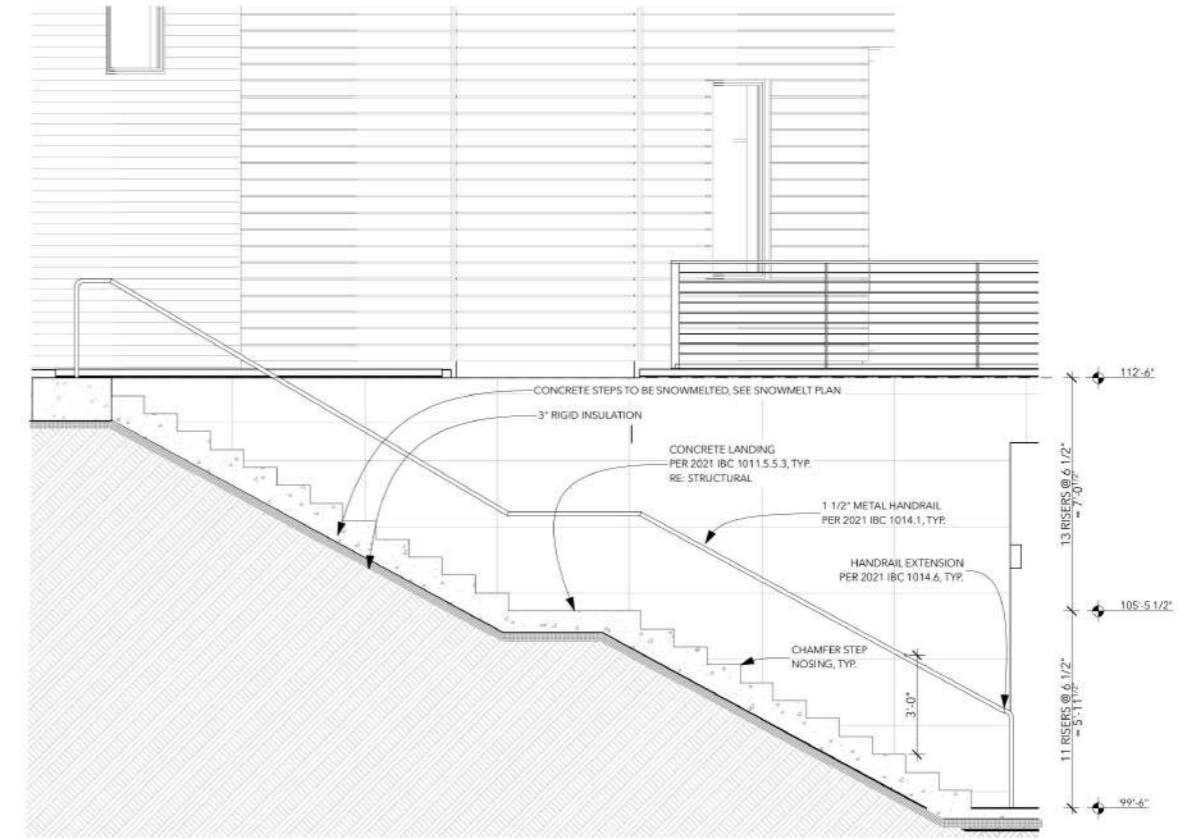 112'-6"
CONCRETE STEPS TO BE SNOWMELTED, SEE SNOWMELT PLAN
3" RIGID INSULATION
CONCRETE LANDING
PER 2021 IBC 1011.5.5.3, TYP.
RE: STRUCTURAL
1 1/2" METAL HANDRAIL
PER 2021 IBC 1014.1, TYP.
HANDRAIL EXTENSION
PER 2021 IBC 1014.6, TYP.
13 RISERS @ 6 1/2"
= 7'-0 1/2"
105'-5 1/2"
CHAMFER STEP
NOSING, TYP.
3'-0"
11 RISERS @ 6 1/2"
= 5'-11 1/2"
99'-6"